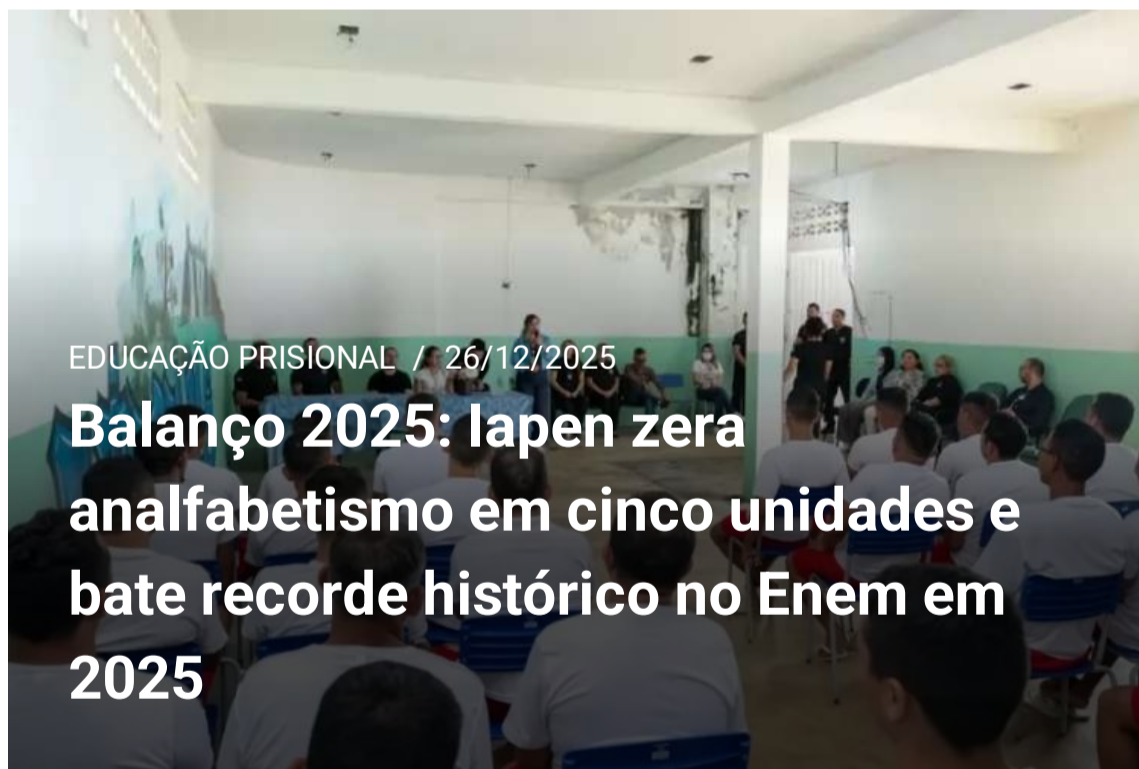 EDUCAÇÃO PRISIONAL / 26/12/2025
Balanço 2025: Iapen zera
analfabetismo em cinco unidades e
bate recorde histórico no Enem em
2025